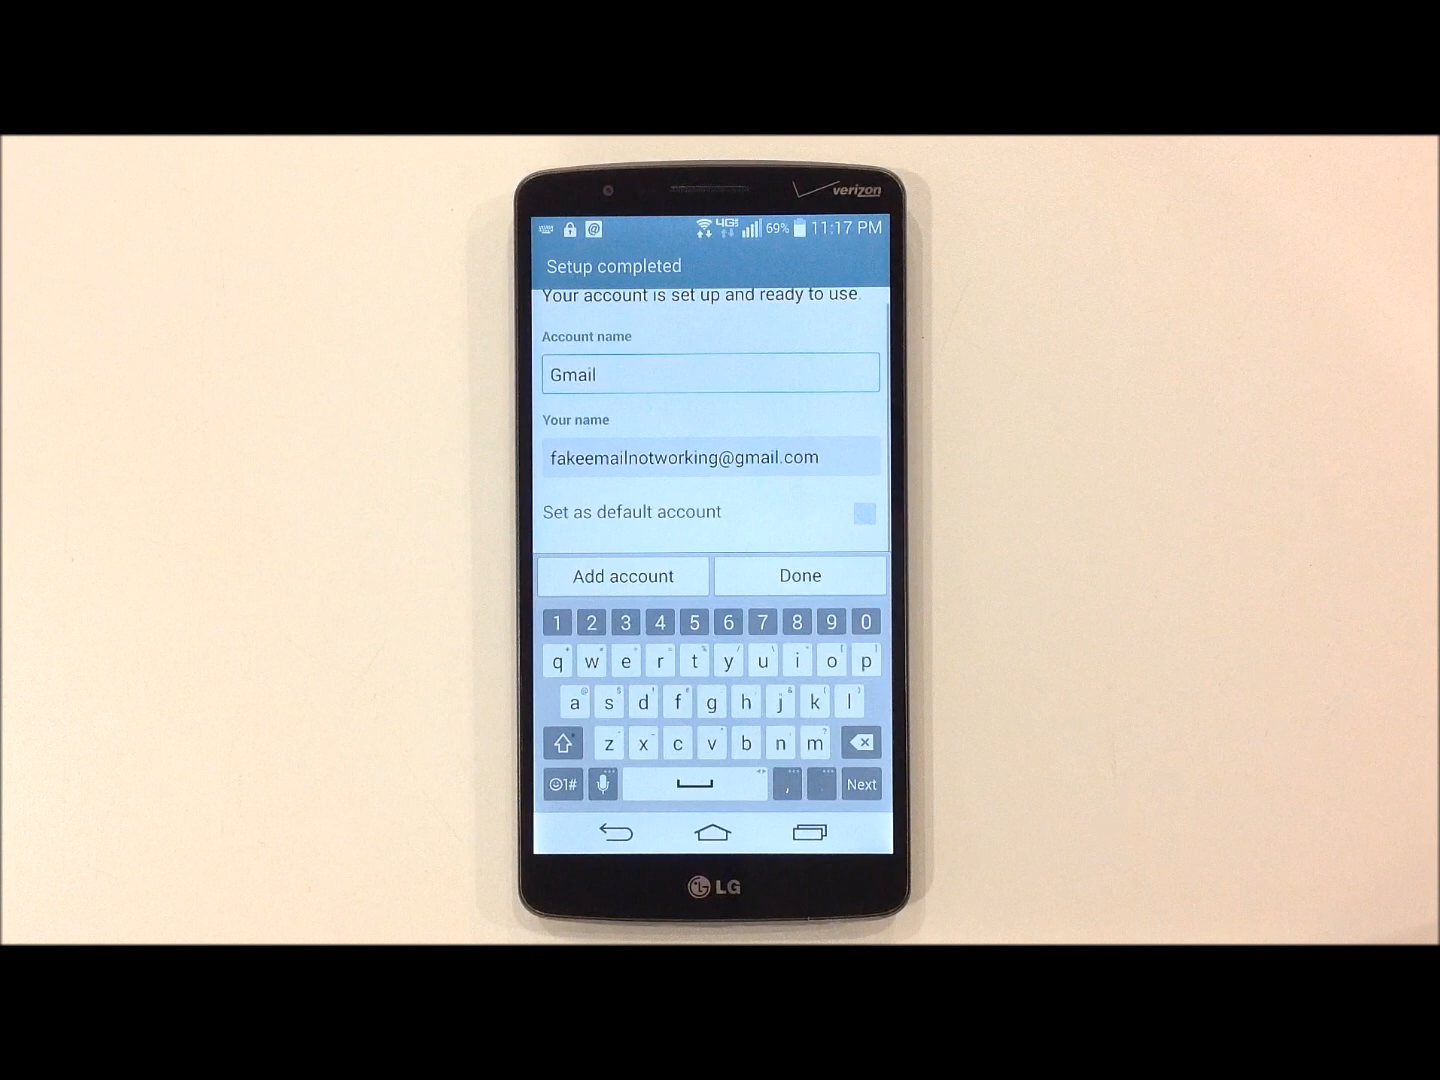 verizon
4G 69% 11:17 PM
Setup completed
Your account is set up and ready to use.
Account name
Gmail
Your name
fakeemailnotworking@gmail.com
Set as default account
Add account Done
1 2 3 4 5 6 7 8 9 0
q w e r t y u i o p
a s d f g h j k l
z x c v b n m
1# , . Next
LG